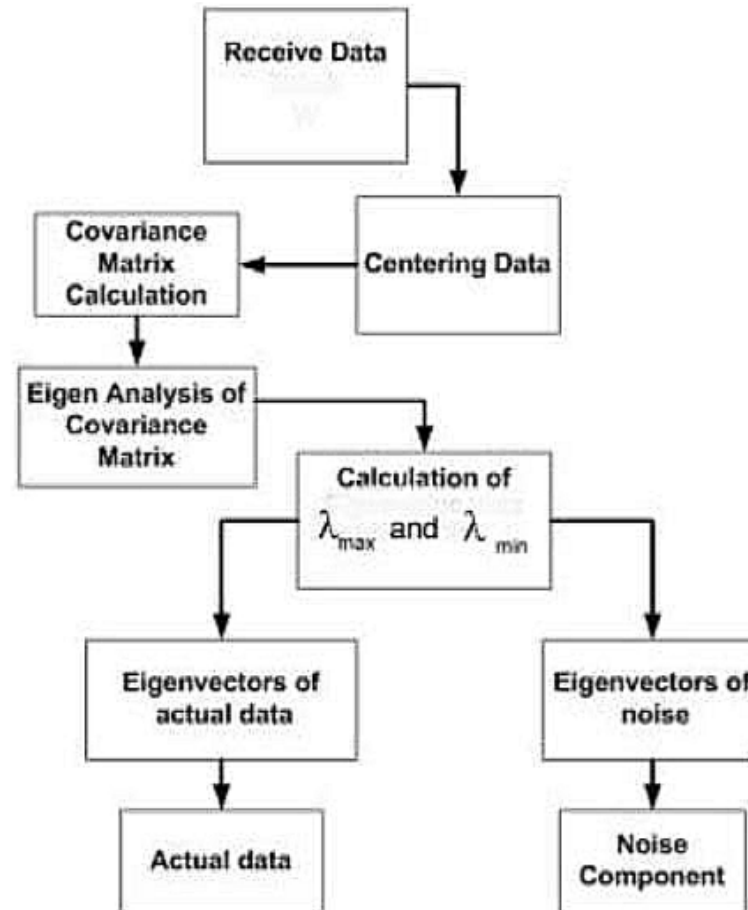 Receive Data
Centering Data
Covariance
Matrix
Calculation
Eigen Analysis of
Covariance
Matrix
Calculation of
λmax and λ min
Eigenvectors of
actual data
Eigenvectors of
noise
Actual data
Noise
Component